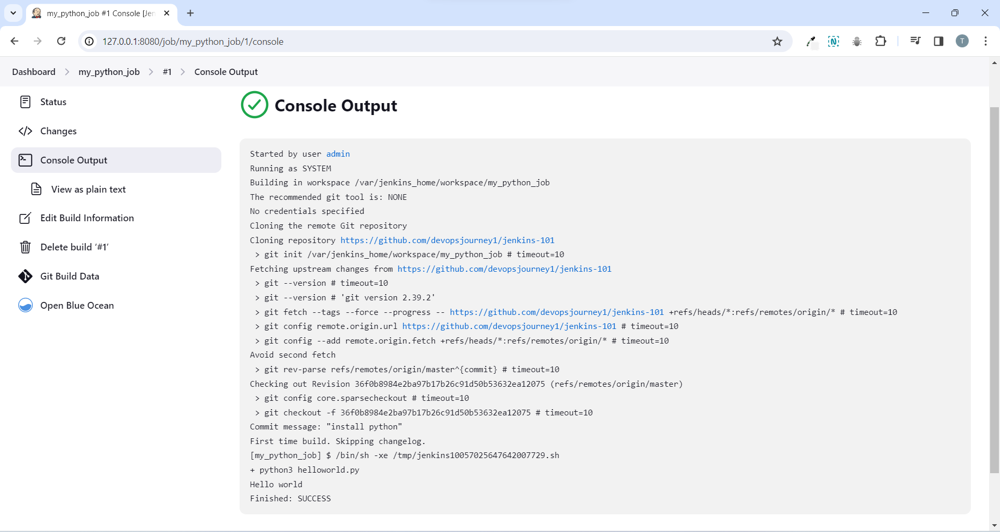 my_python_job #1 Console [Jen
127.0.0.1:8080/job/my_python_job/1/console
T
Dashboard > my_python_job > #1 > Console Output
Status
Changes
Console Output
View as plain text
Edit Build Information
Delete build ‘#1’
Git Build Data
Open Blue Ocean
Console Output
Started by user admin
Running as SYSTEM
Building in workspace /var/jenkins_home/workspace/my_python_job
The recommended git tool is: NONE
No credentials specified
Cloning the remote Git repository
Cloning repository https://github.com/devopsjourney1/jenkins-101
 > git init /var/jenkins_home/workspace/my_python_job # timeout=10
Fetching upstream changes from https://github.com/devopsjourney1/jenkins-101
 > git --version # timeout=10
 > git --version # 'git version 2.39.2'
 > git fetch --tags --force --progress -- https://github.com/devopsjourney1/jenkins-101 +refs/heads/*:refs/remotes/origin/* # timeout=10
 > git config remote.origin.url https://github.com/devopsjourney1/jenkins-101 # timeout=10
 > git config --add remote.origin.fetch +refs/heads/*:refs/remotes/origin/* # timeout=10
Avoid second fetch
 > git rev-parse refs/remotes/origin/master^{commit} # timeout=10
Checking out Revision 36f0b8984e2ba97b17b26c91d50b53632ea12075 (refs/remotes/origin/master)
 > git config core.sparsecheckout # timeout=10
 > git checkout -f 36f0b8984e2ba97b17b26c91d50b53632ea12075 # timeout=10
Commit message: "install python"
First time build. Skipping changelog.
[my_python_job] $ /bin/sh -xe /tmp/jenkins10057025647642007729.sh
+ python3 helloworld.py
Hello world
Finished: SUCCESS